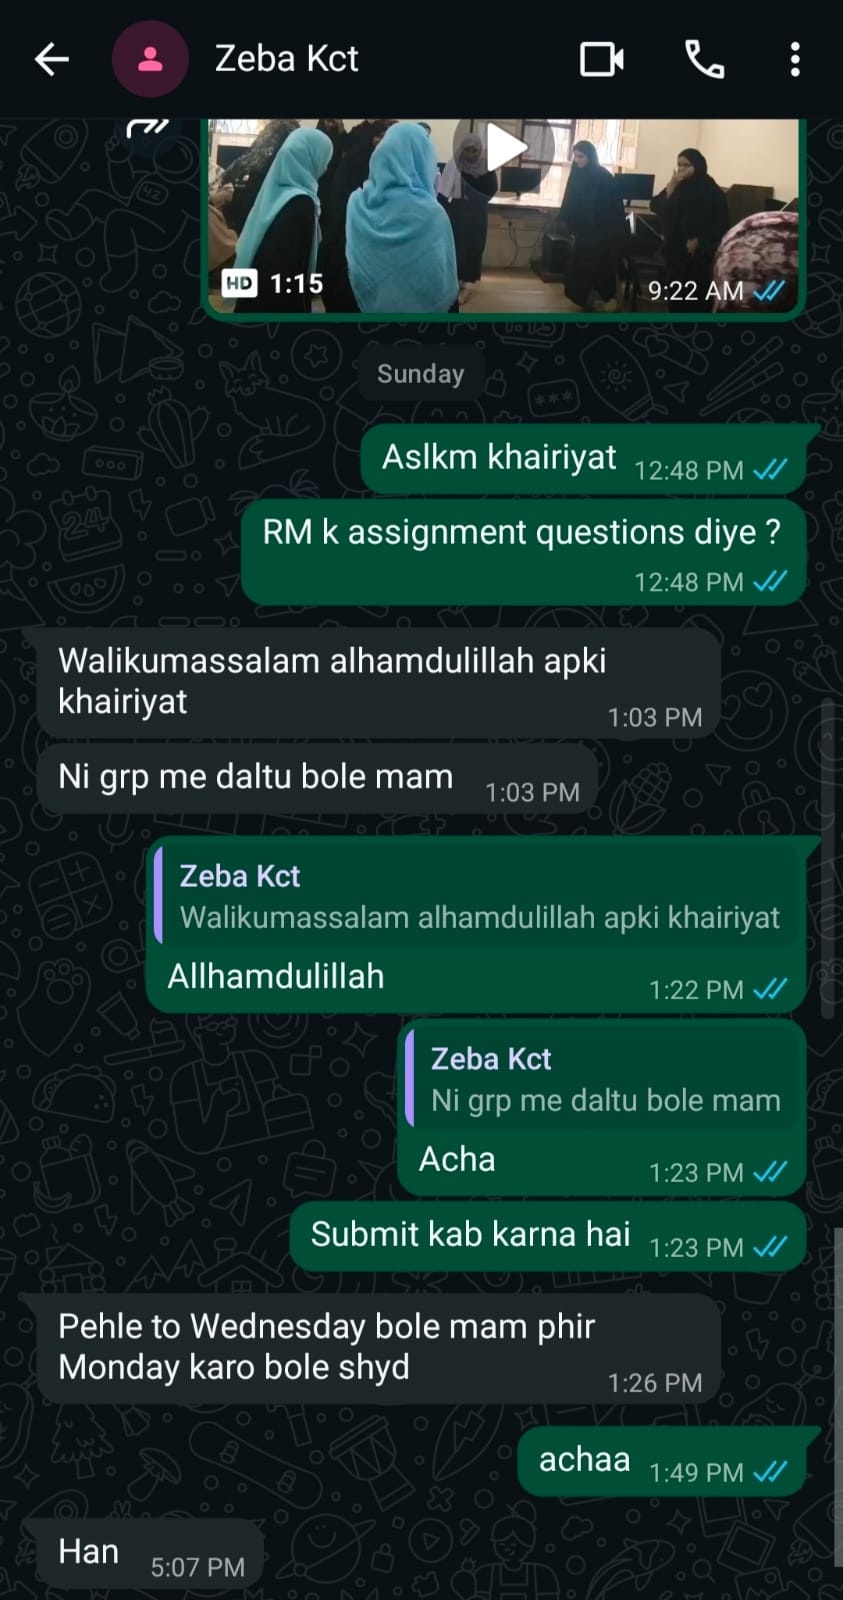 Zeba Kct
HD 1:15
9:22 AM
Sunday
Aslkm khairiyat
12:48 PM
RM k assignment questions diye ?
12:48 PM
Walikumassalam alhamdulillah apki
khairiyat
1:03 PM
Ni grp me daltu bole mam
1:03 PM
Zeba Kct
Walikumassalam alhamdulillah apki khairiyat
Allhamdulillah
1:22 PM
Zeba Kct
Ni grp me daltu bole mam
Acha
1:23 PM
Submit kab karna hai
1:23 PM
Pehle to Wednesday bole mam phir
Monday karo bole shyd
1:26 PM
achaa
1:49 PM
Han
5:07 PM